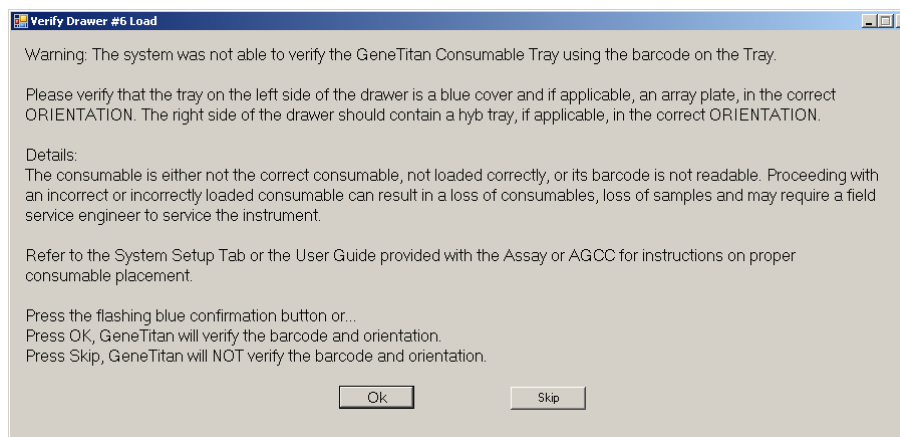 Verify Drawer #6 Load
Warning: The system was not able to verify the GeneTitan Consumable Tray using the barcode on the Tray.
Please verify that the tray on the left side of the drawer is a blue cover and if applicable, an array plate, in the correct
ORIENTATION. The right side of the drawer should contain a hyb tray, if applicable, in the correct ORIENTATION.
Details:
The consumable is either not the correct consumable, not loaded correctly, or its barcode is not readable. Proceeding with
an incorrect or incorrectly loaded consumable can result in a loss of consumables, loss of samples and may require a field
service engineer to service the instrument.
Refer to the System Setup Tab or the User Guide provided with the Assay or AGCC for instructions on proper
consumable placement.
Press the flashing blue confirmation button or...
Press OK, GeneTitan will verify the barcode and orientation.
Press Skip, GeneTitan will NOT verify the barcode and orientation.
Ok
Skip